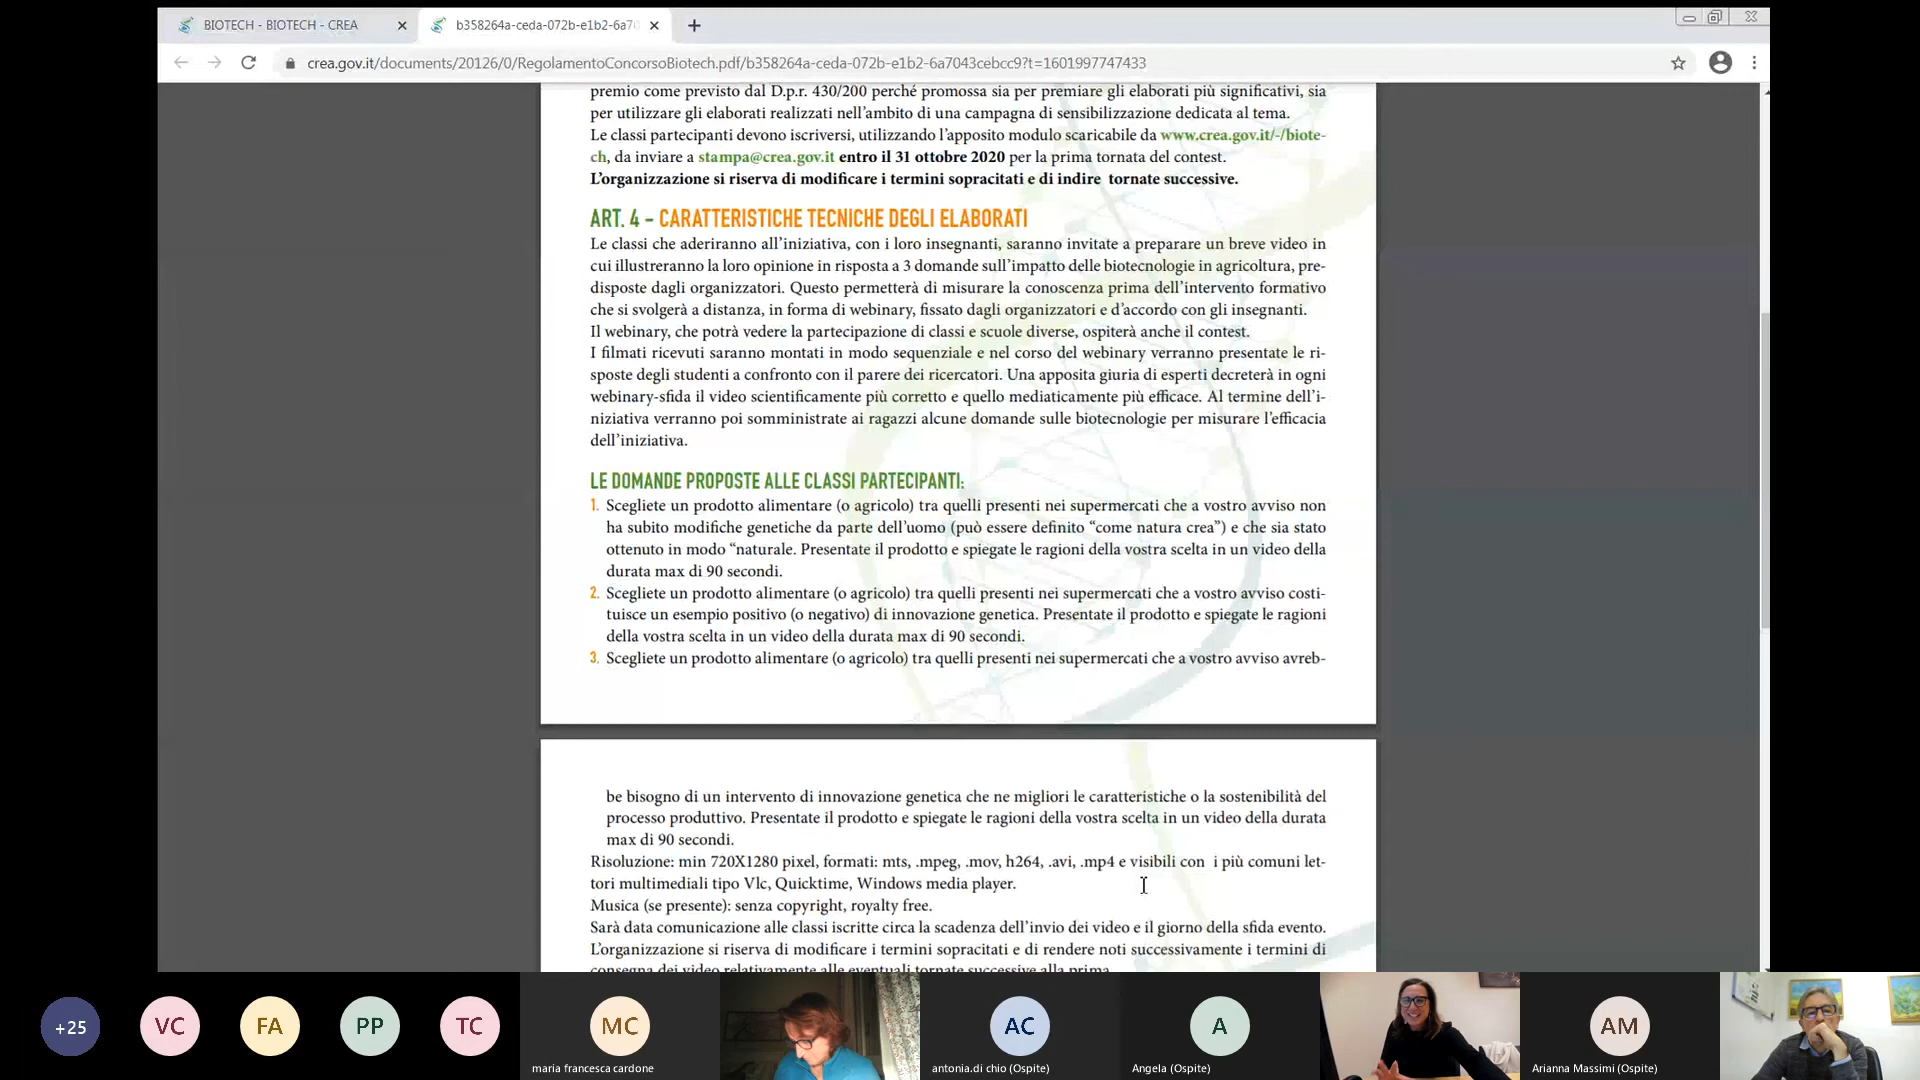 BIOTECH - BIOTECH - CREA
b358264a-ceda-072b-e1b2-6a70
crea.gov.it/documents/20126/0/RegolamentoConcorsoBiotech.pdf/b358264a-ceda-072b-e1b2-6a7043cebcc9?t=1601997747433
premio come previsto dal D.p.r. 430/200 perché promossa sia per premiare gli elaborati più significativi, sia
per utilizzare gli elaborati realizzati nell’ambito di una campagna di sensibilizzazione dedicata al tema.
Le classi partecipanti devono iscriversi, utilizzando l’apposito modulo scaricabile da www.crea.gov.it/-/biote-
ch, da inviare a stampa@crea.gov.it entro il 31 ottobre 2020 per la prima tornata del contest.
L’organizzazione si riserva di modificare i termini sopracitati e di indire tornate successive.
ART. 4 – CARATTERISTICHE TECNICHE DEGLI ELABORATI
Le classi che aderiranno all’iniziativa, con i loro insegnanti, saranno invitate a preparare un breve video in
cui illustreranno la loro opinione in risposta a 3 domande sull’impatto delle biotecnologie in agricoltura, pre-
disposte dagli organizzatori. Questo permetterà di misurare la conoscenza prima dell’intervento formativo
che si svolgerà a distanza, in forma di webinary, fissato dagli organizzatori e d’accordo con gli insegnanti.
Il webinary, che potrà vedere la partecipazione di classi e scuole diverse, ospiterà anche il contest.
I filmati ricevuti saranno montati in modo sequenziale e nel corso del webinary verranno presentate le ri-
sposte degli studenti a confronto con il parere dei ricercatori. Una apposita giuria di esperti decreterà in ogni
webinary-sfida il video scientificamente più corretto e quello mediaticamente più efficace. Al termine dell’i-
niziativa verranno poi somministrate ai ragazzi alcune domande sulle biotecnologie per misurare l’efficacia
dell’iniziativa.
LE DOMANDE PROPOSTE ALLE CLASSI PARTECIPANTI:
1. Scegliete un prodotto alimentare (o agricolo) tra quelli presenti nei supermercati che a vostro avviso non
ha subito modifiche genetiche da parte dell’uomo (può essere definito “come natura crea”) e che sia stato
ottenuto in modo “naturale. Presentate il prodotto e spiegate le ragioni della vostra scelta in un video della
durata max di 90 secondi.
2. Scegliete un prodotto alimentare (o agricolo) tra quelli presenti nei supermercati che a vostro avviso costi-
tuisce un esempio positivo (o negativo) di innovazione genetica. Presentate il prodotto e spiegate le ragioni
della vostra scelta in un video della durata max di 90 secondi.
3. Scegliete un prodotto alimentare (o agricolo) tra quelli presenti nei supermercati che a vostro avviso avreb-
be bisogno di un intervento di innovazione genetica che ne migliori le caratteristiche o la sostenibilità del
processo produttivo. Presentate il prodotto e spiegate le ragioni della vostra scelta in un video della durata
max di 90 secondi.
Risoluzione: min 720X1280 pixel, formati: mts, .mpeg, .mov, h264, .avi, .mp4 e visibili con i più comuni let-
tori multimediali tipo Vlc, Quicktime, Windows media player.
Musica (se presente): senza copyright, royalty free.
Sarà data comunicazione alle classi iscritte circa la scadenza dell’invio dei video e il giorno della sfida evento.
L’organizzazione si riserva di modificare i termini sopracitati e di rendere noti successivamente i termini di
consegna dei video relativamente alle eventuali tornate successive alla prima.
+25
VC
FA
PP
TC
MC
maria francesca cardone
AC
antonia.di chio (Ospite)
A
Angela (Ospite)
AM
Arianna Massimi (Ospite)